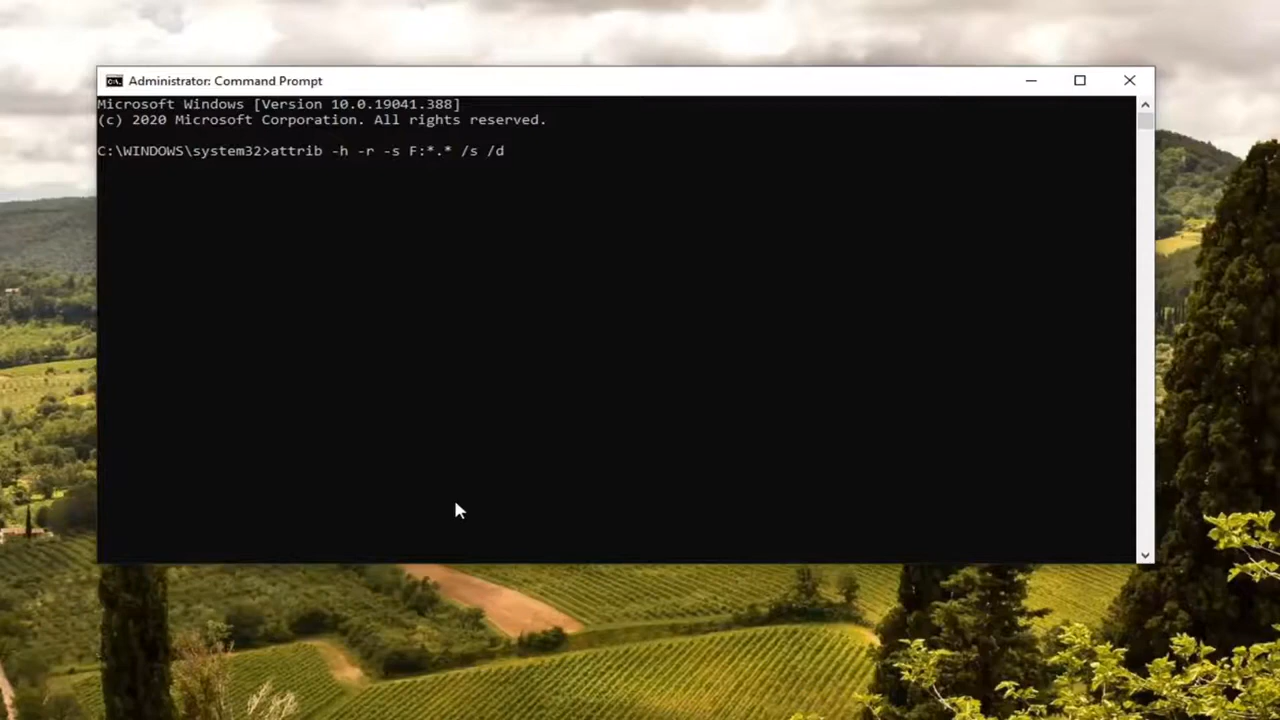 Administrator: Command Prompt
Microsoft Windows [Version 10.0.19041.388]
(c) 2020 Microsoft Corporation. All rights reserved.
C:\WINDOWS\system32>attrib -h -r -s F:*.* /s /d